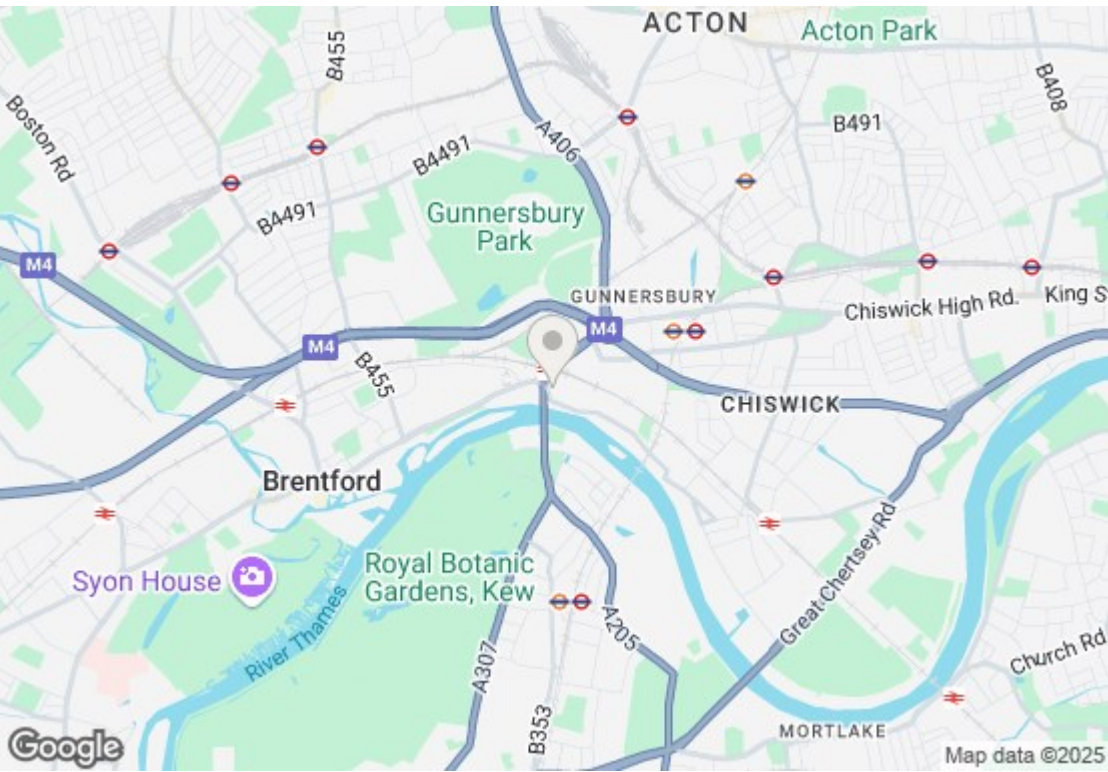 ACTON
Acton Park
B455
B408
Boston Rd
A406
B491
B4491
B4491
Gunnersbury
Park
M4
GUNNERSBURY
Chiswick High Rd.
King S
M4
M4
B455
CHISWICK
Brentford
Royal Botanic
Gardens, Kew
Syon House
Great Chertsey Rd
River Thames
A205
A307
Church Rd
B353
MORTLAKE
Google
Map data ©2025